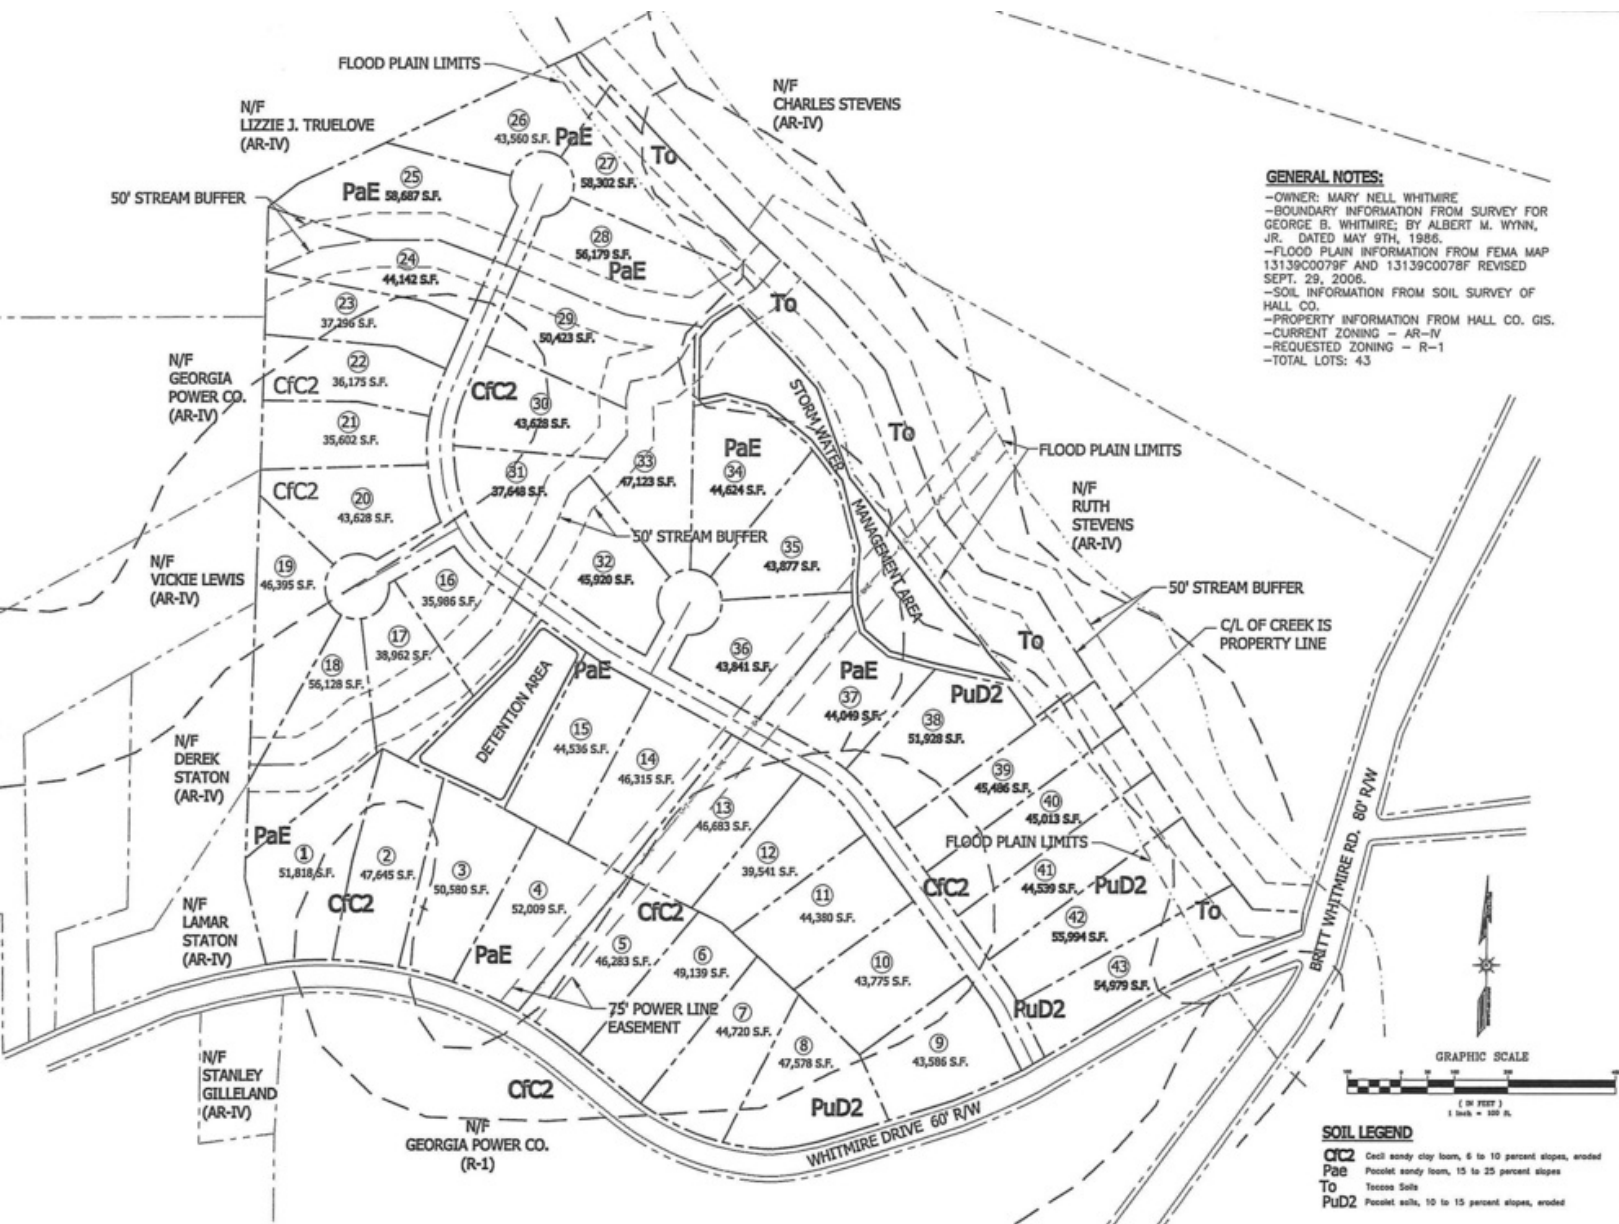 FLOOD PLAIN LIMITS
N/F
CHARLES STEVENS
(AR-IV)
N/F
LIZZIE J. TRUELOVE
(AR-IV)
26
43,560 S.F.
PaE
27
58,302 S.F.
To
25
PaE
58,687 S.F.
50' STREAM BUFFER
GENERAL NOTES:
-OWNER: MARY NELL WHITMIRE
-BOUNDARY INFORMATION FROM SURVEY FOR
GEORGE B. WHITMIRE; BY ALBERT M. WYNN,
JR. DATED MAY 9TH, 1986.
-FLOOD PLAIN INFORMATION FROM FEMA MAP
13139C0079F AND 13139C0078F REVISED
SEPT. 29, 2006.
-SOIL INFORMATION FROM SOIL SURVEY OF
HALL CO.
-PROPERTY INFORMATION FROM HALL CO. GIS.
-CURRENT ZONING - AR-IV
-REQUESTED ZONING - R-1
-TOTAL LOTS: 43
28
56,179 S.F.
PaE
24
44,142 S.F.
To
23
37,296 S.F.
29
50,423 S.F.
N/F
GEORGIA
POWER CO.
(AR-IV)
22
36,175 S.F.
CfC2
CfC2
30
43,628 S.F.
21
35,602 S.F.
STORM WATER
MANAGEMENT AREA
To
FLOOD PLAIN LIMITS
PaE
34
44,624 S.F.
33
47,123 S.F.
31
37,648 S.F.
CfC2
20
43,628 S.F.
N/F
RUTH
STEVENS
(AR-IV)
50' STREAM BUFFER
35
43,877 S.F.
32
45,920 S.F.
N/F
VICKIE LEWIS
(AR-IV)
19
46,395 S.F.
16
35,986 S.F.
50' STREAM BUFFER
C/L OF CREEK IS
PROPERTY LINE
To
17
38,962 S.F.
18
56,128 S.F.
36
43,841 S.F.
PaE
DETENTION AREA
PaE
37
44,049 S.F.
PuD2
38
51,928 S.F.
15
44,536 S.F.
14
46,315 S.F.
N/F
DEREK
STATON
(AR-IV)
39
45,486 S.F.
40
45,013 S.F.
13
46,683 S.F.
FLOOD PLAIN LIMITS
BRITT WHITMIRE RD. 80' R/W
PaE
1
51,818 S.F.
2
47,645 S.F.
CfC2
3
50,580 S.F.
4
52,009 S.F.
12
39,541 S.F.
11
44,380 S.F.
CfC2
41
44,539 S.F.
PuD2
42
55,994 S.F.
To
N/F
LAMAR
STATON
(AR-IV)
PaE
CfC2
5
46,283 S.F.
6
49,139 S.F.
10
43,775 S.F.
43
54,979 S.F.
PuD2
75' POWER LINE
EASEMENT
7
44,720 S.F.
8
47,578 S.F.
9
43,586 S.F.
N/F
STANLEY
GILLELAND
(AR-IV)
CfC2
PuD2
N/F
GEORGIA POWER CO.
(R-1)
WHITMIRE DRIVE 60' R/W
GRAPHIC SCALE
( IN FEET )
1 inch = 100 ft.
SOIL LEGEND
CfC2 Cecil sandy clay loam, 6 to 10 percent slopes, eroded
Pae Pacolet sandy loam, 15 to 25 percent slopes
To Toccoa Soils
PuD2 Pacolet soils, 10 to 15 percent slopes, eroded